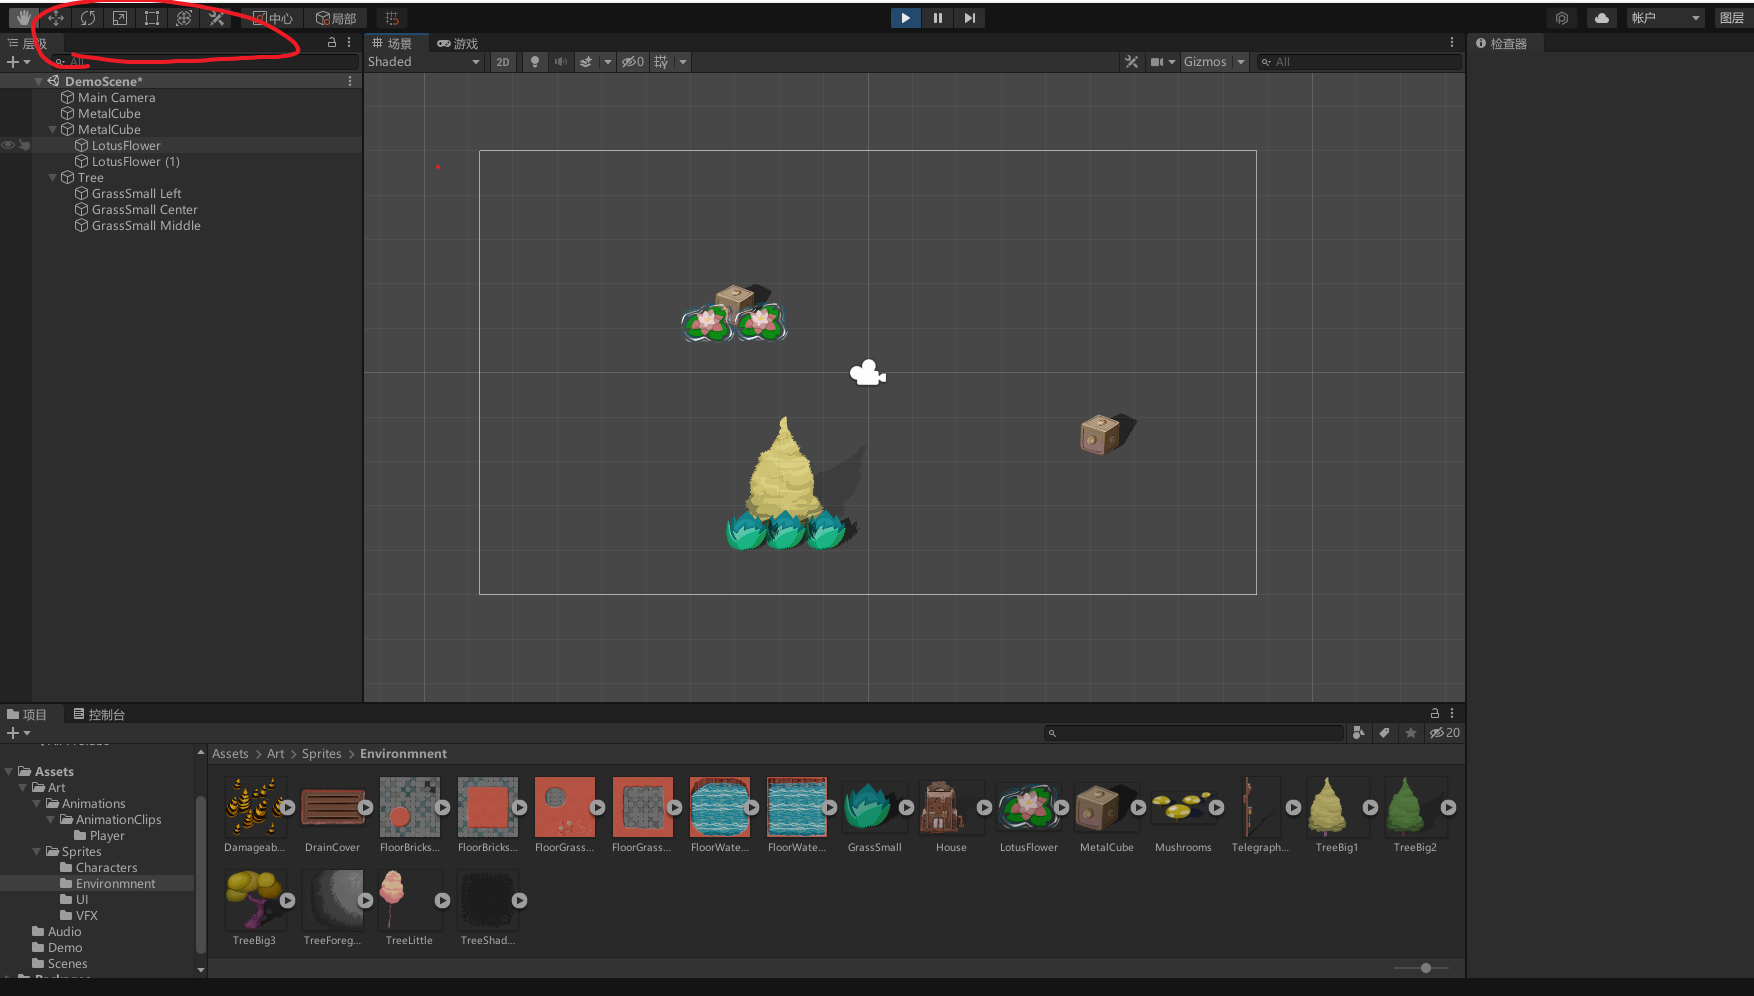 中心 局部 帐户 图层
层级 场景 游戏 检查器
All Shaded 2D 0 Gizmos All
DemoScene*
Main Camera
MetalCube
MetalCube
LotusFlower
LotusFlower (1)
Tree
GrassSmall Left
GrassSmall Center
GrassSmall Middle
项目 控制台
20
Assets > Art > Sprites > Environmnent
Assets
Art
Animations
AnimationClips
Player
Sprites
Characters
Environmnent
UI
VFX
Audio
Demo
Scenes
Damageab... DrainCover FloorBricks... FloorBricks... FloorGrass... FloorGrass... FloorWate... FloorWate... GrassSmall House LotusFlower MetalCube Mushrooms Telegraph... TreeBig1 TreeBig2
TreeBig3 TreeForeg... TreeLittle TreeShad...